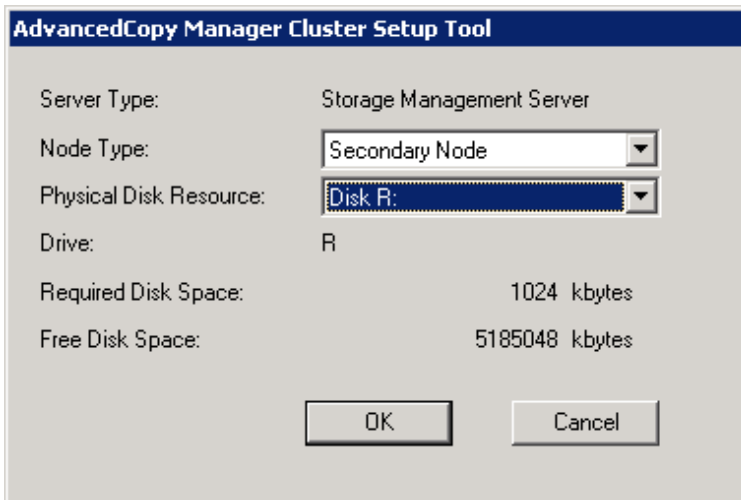 AdvancedCopy Manager Cluster Setup Tool
Server Type: Storage Management Server
Node Type: Secondary Node
Physical Disk Resource: Disk R:
Drive: R
Required Disk Space: 1024 kbytes
Free Disk Space: 5185048 kbytes
OK Cancel